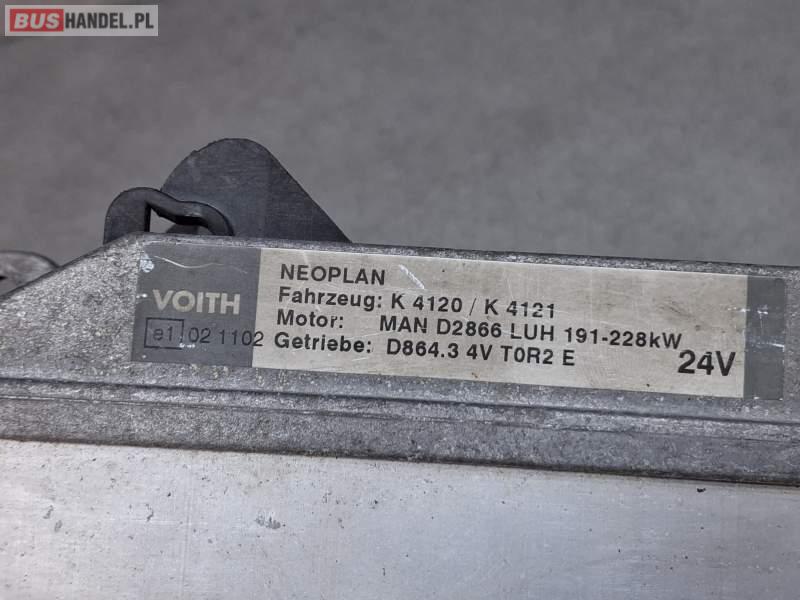 BUSHANDEL.PL
VOITH
e1 02 1102
NEOPLAN
Fahrzeug: K 4120 / K 4121
Motor: MAN D2866 LUH 191-228kW
Getriebe: D864.3 4V T0R2 E
24V